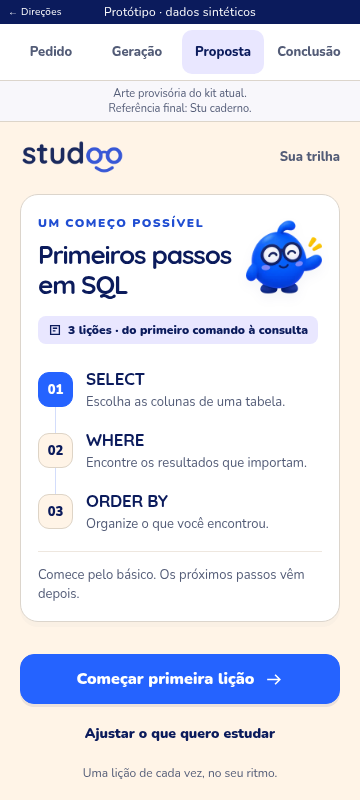 ← Direções
Protótipo · dados sintéticos
Pedido
Geração
Proposta
Conclusão
Arte provisória do kit atual.
Referência final: Stu caderno.
studoo
Sua trilha
UM COMEÇO POSSÍVEL
Primeiros passos
em SQL
3 lições · do primeiro comando à consulta
01
SELECT
Escolha as colunas de uma tabela.
02
WHERE
Encontre os resultados que importam.
03
ORDER BY
Organize o que você encontrou.
Comece pelo básico. Os próximos passos vêm
depois.
Começar primeira lição →
Ajustar o que quero estudar
Uma lição de cada vez, no seu ritmo.